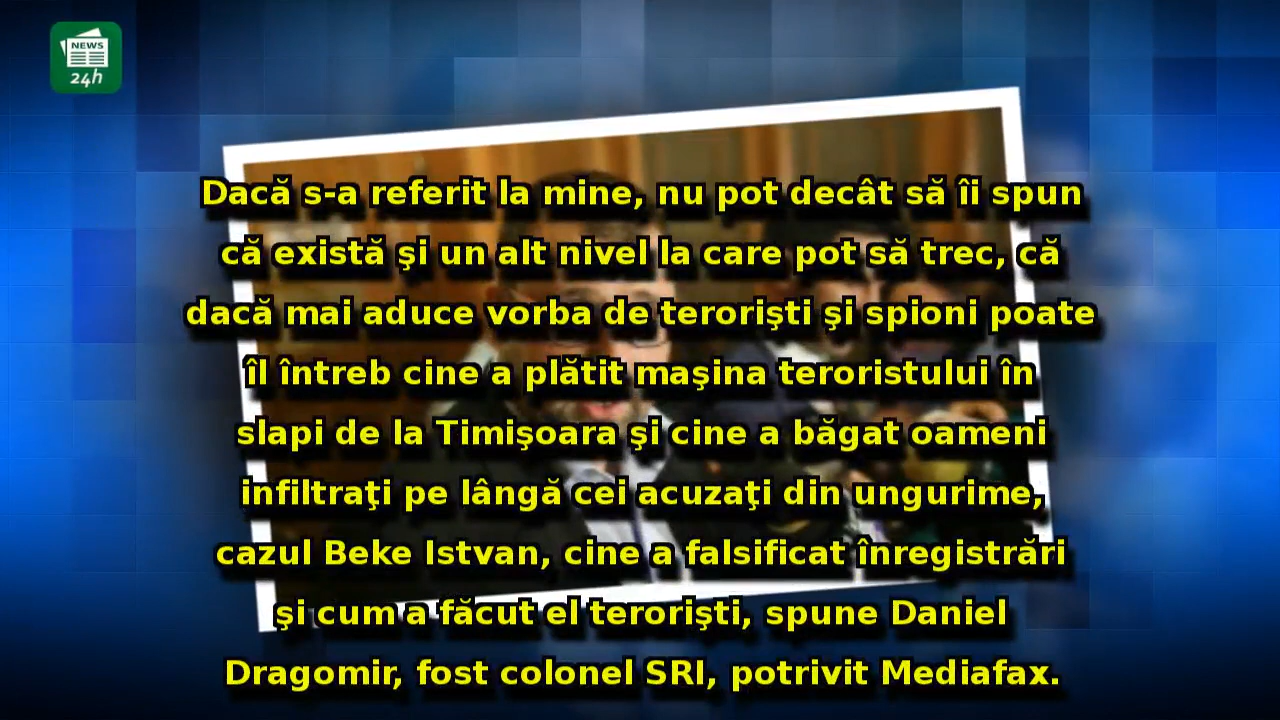 NEWS
24h
Dacă s-a referit la mine, nu pot decât să îi spun
că există şi un alt nivel la care pot să trec, că
dacă mai aduce vorba de terorişti şi spioni poate
îl întreb cine a plătit maşina teroristului în
slapi de la Timişoara şi cine a băgat oameni
infiltraţi pe lângă cei acuzaţi din ungurime,
cazul Beke Istvan, cine a falsificat înregistrări
şi cum a făcut el terorişti, spune Daniel
Dragomir, fost colonel SRI, potrivit Mediafax.